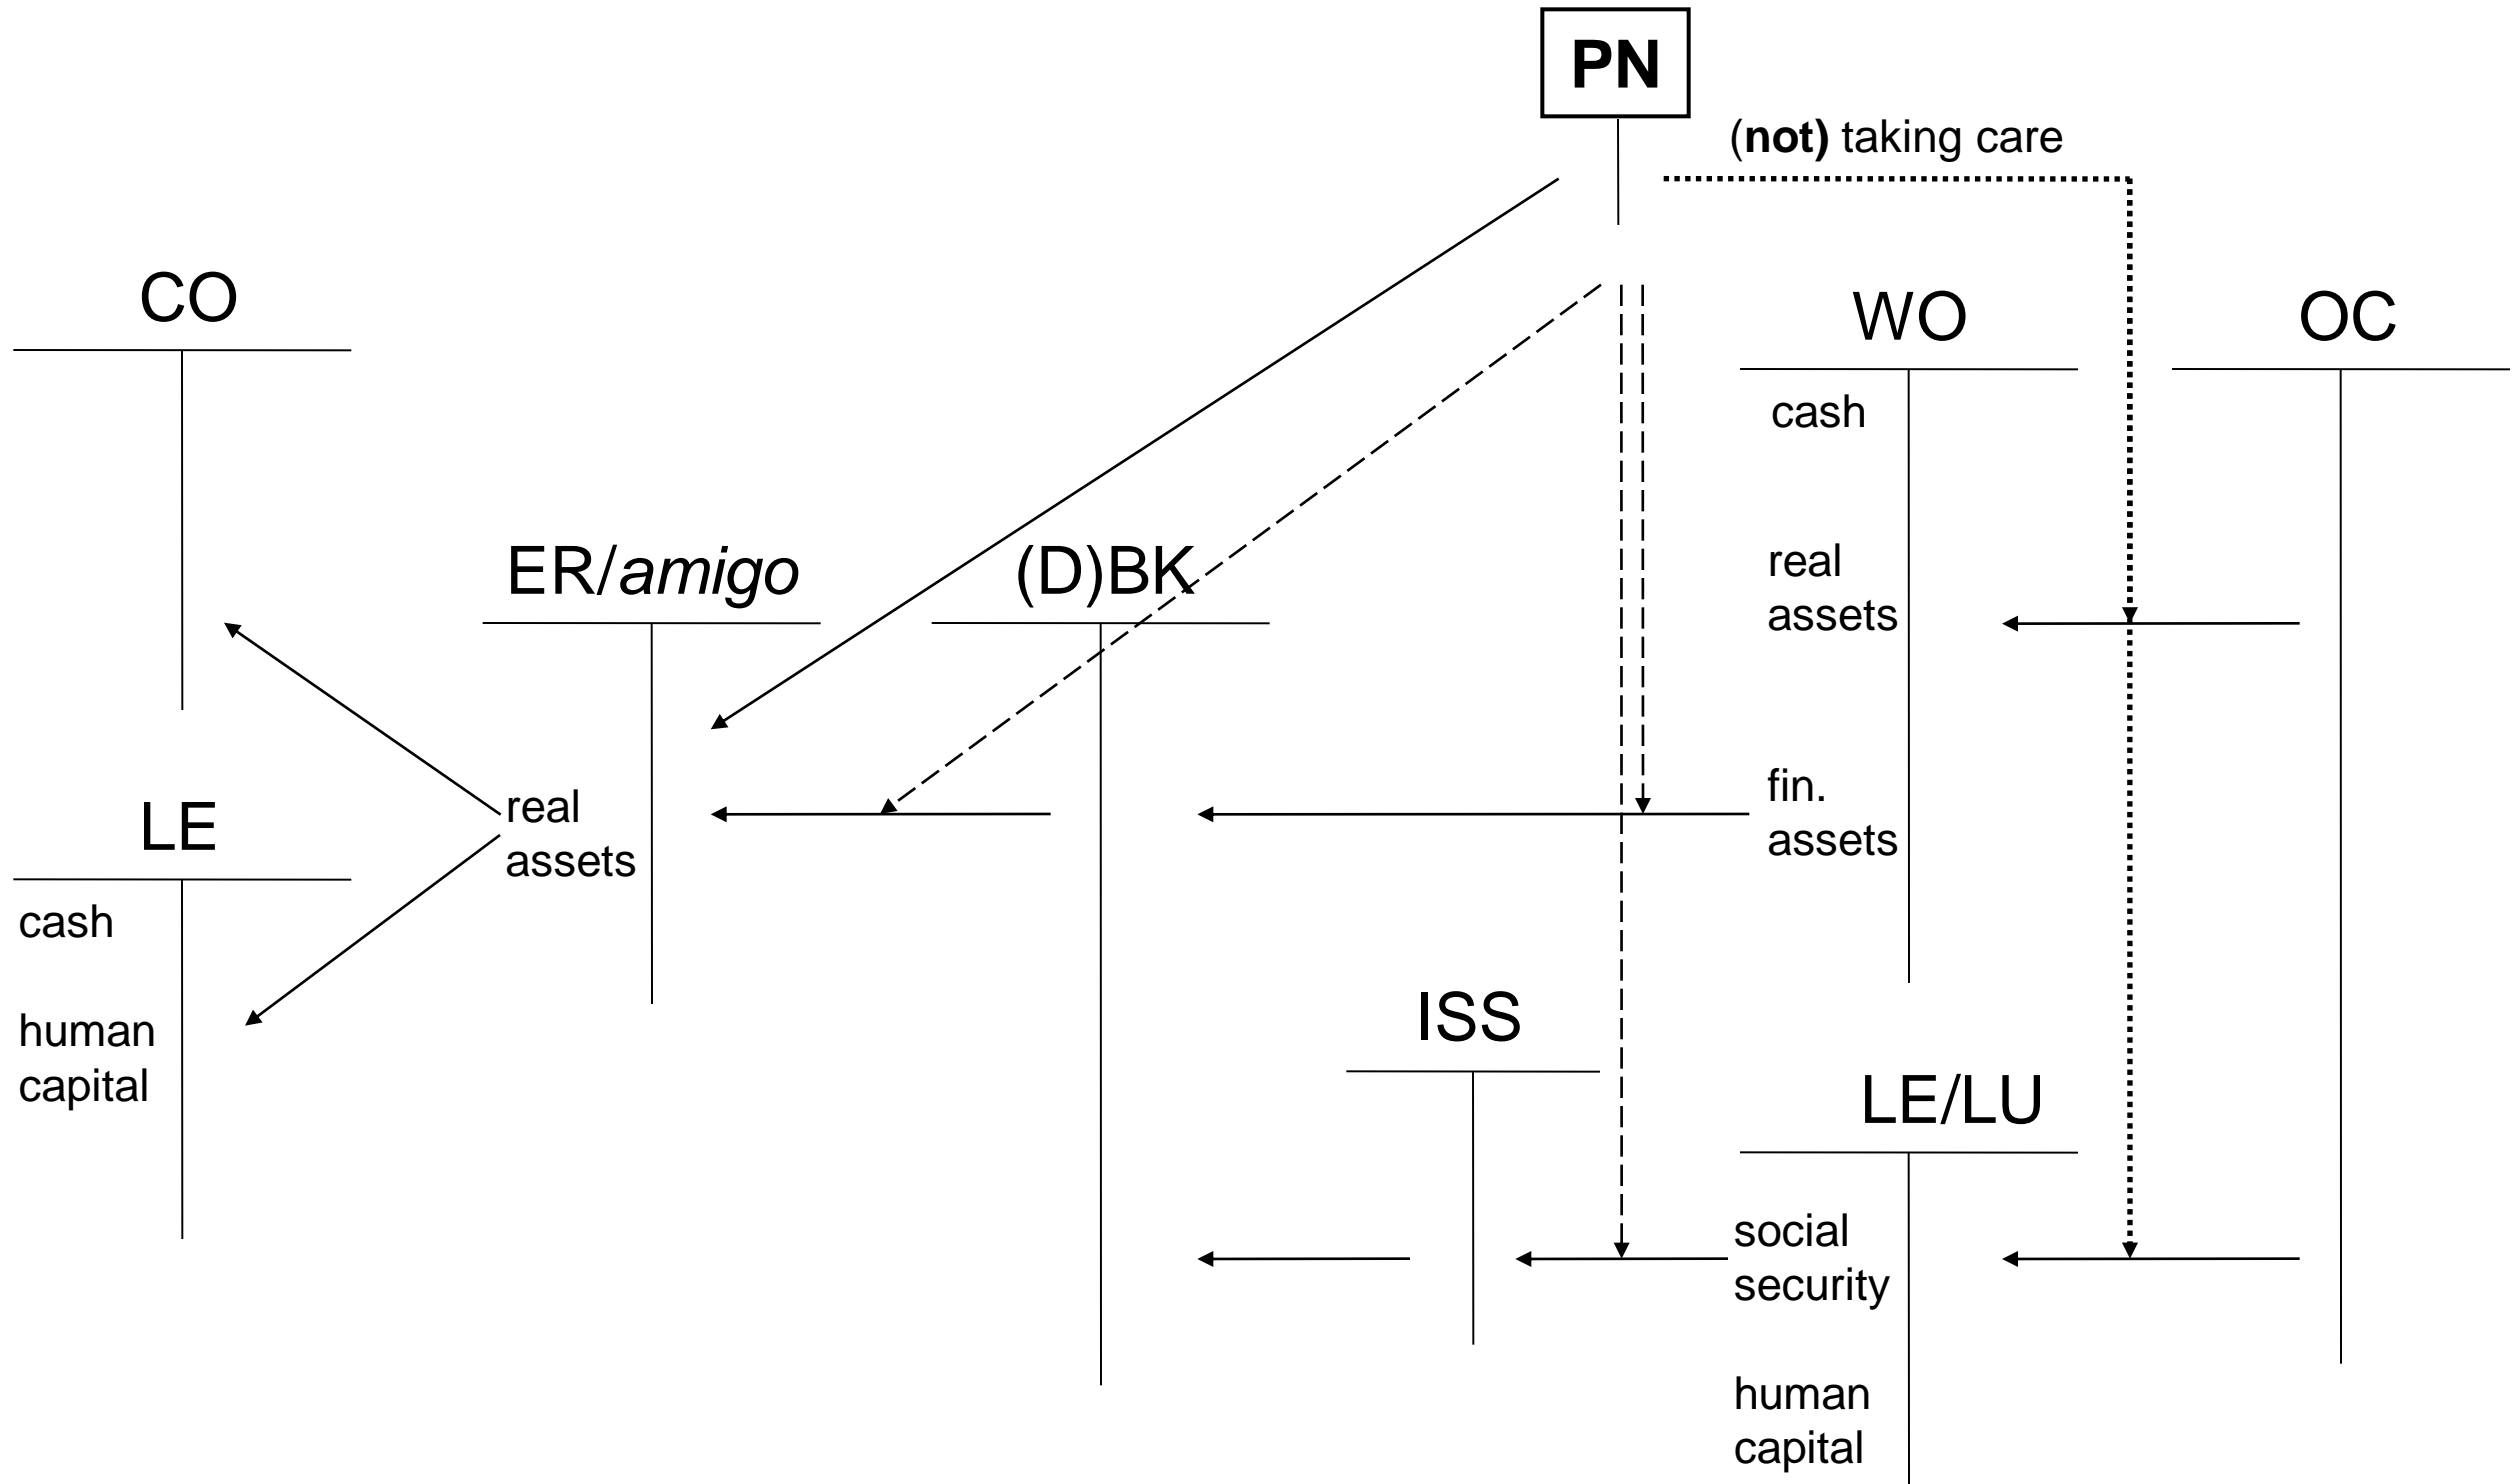 PN
(not) taking care
CO
WO
OC
cash
ER/amigo
(D)BK
real
assets
LE
real
assets
fin.
assets
cash
human
capital
ISS
LE/LU
social
security
human
capital